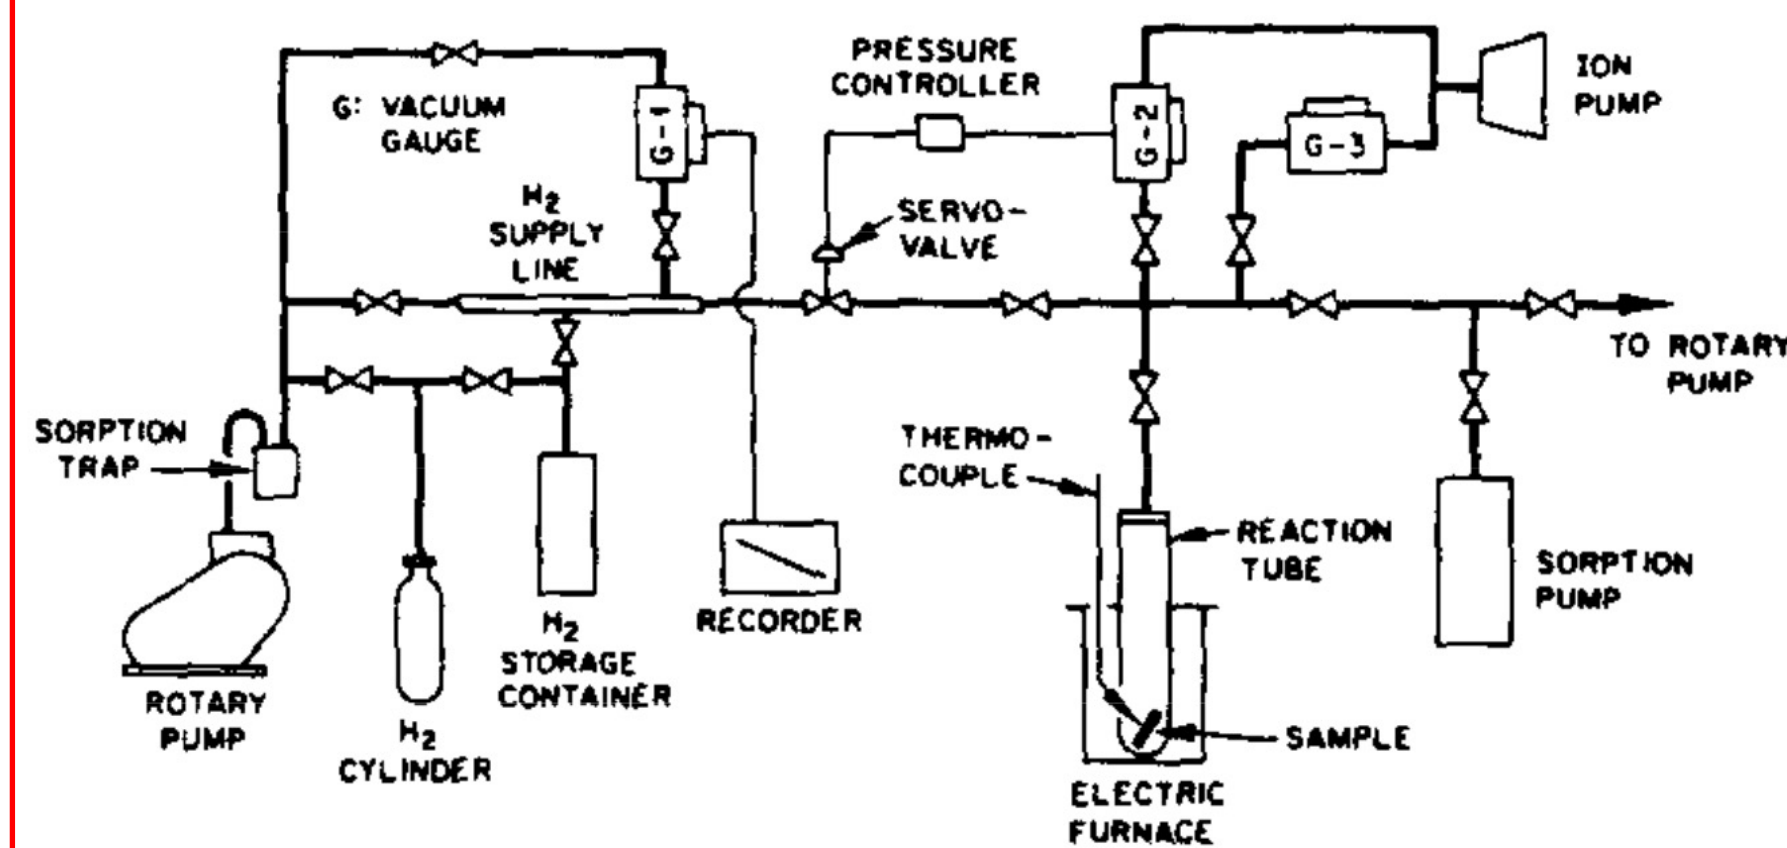 PRESSURE
CONTROLLER
ION
PUMP
G: VACUUM
GAUGE
G-1
G-2
G-3
H2
SUPPLY
LINE
SERVO-
VALVE
TO ROTARY
PUMP
SORPTION
TRAP
THERMO-
COUPLE
REACTION
TUBE
SORPTION
PUMP
RECORDER
H2
STORAGE
CONTAINER
ROTARY
PUMP
H2
CYLINDER
SAMPLE
ELECTRIC
FURNACE